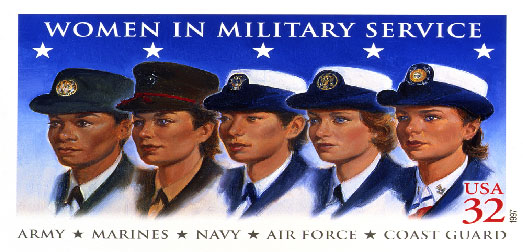 WOMEN IN MILITARY SERVICE
USA
32
1997
ARMY ★ MARINES ★ NAVY ★ AIR FORCE ★ COAST GUARD